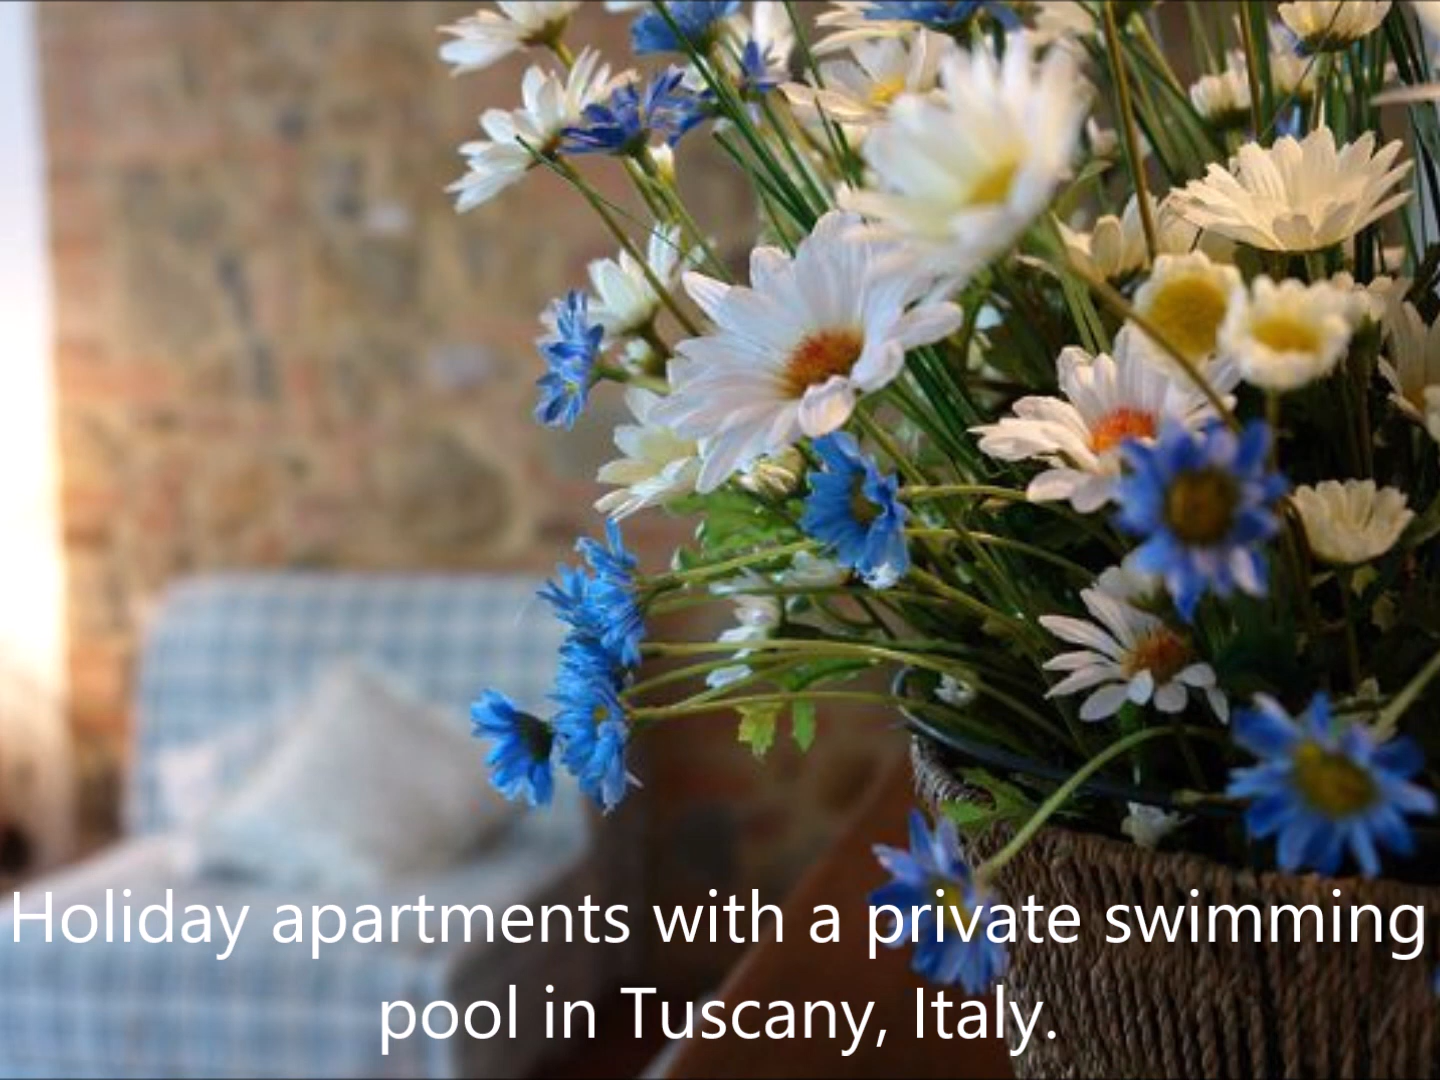 Holiday apartments with a private swimming
pool in Tuscany, Italy.